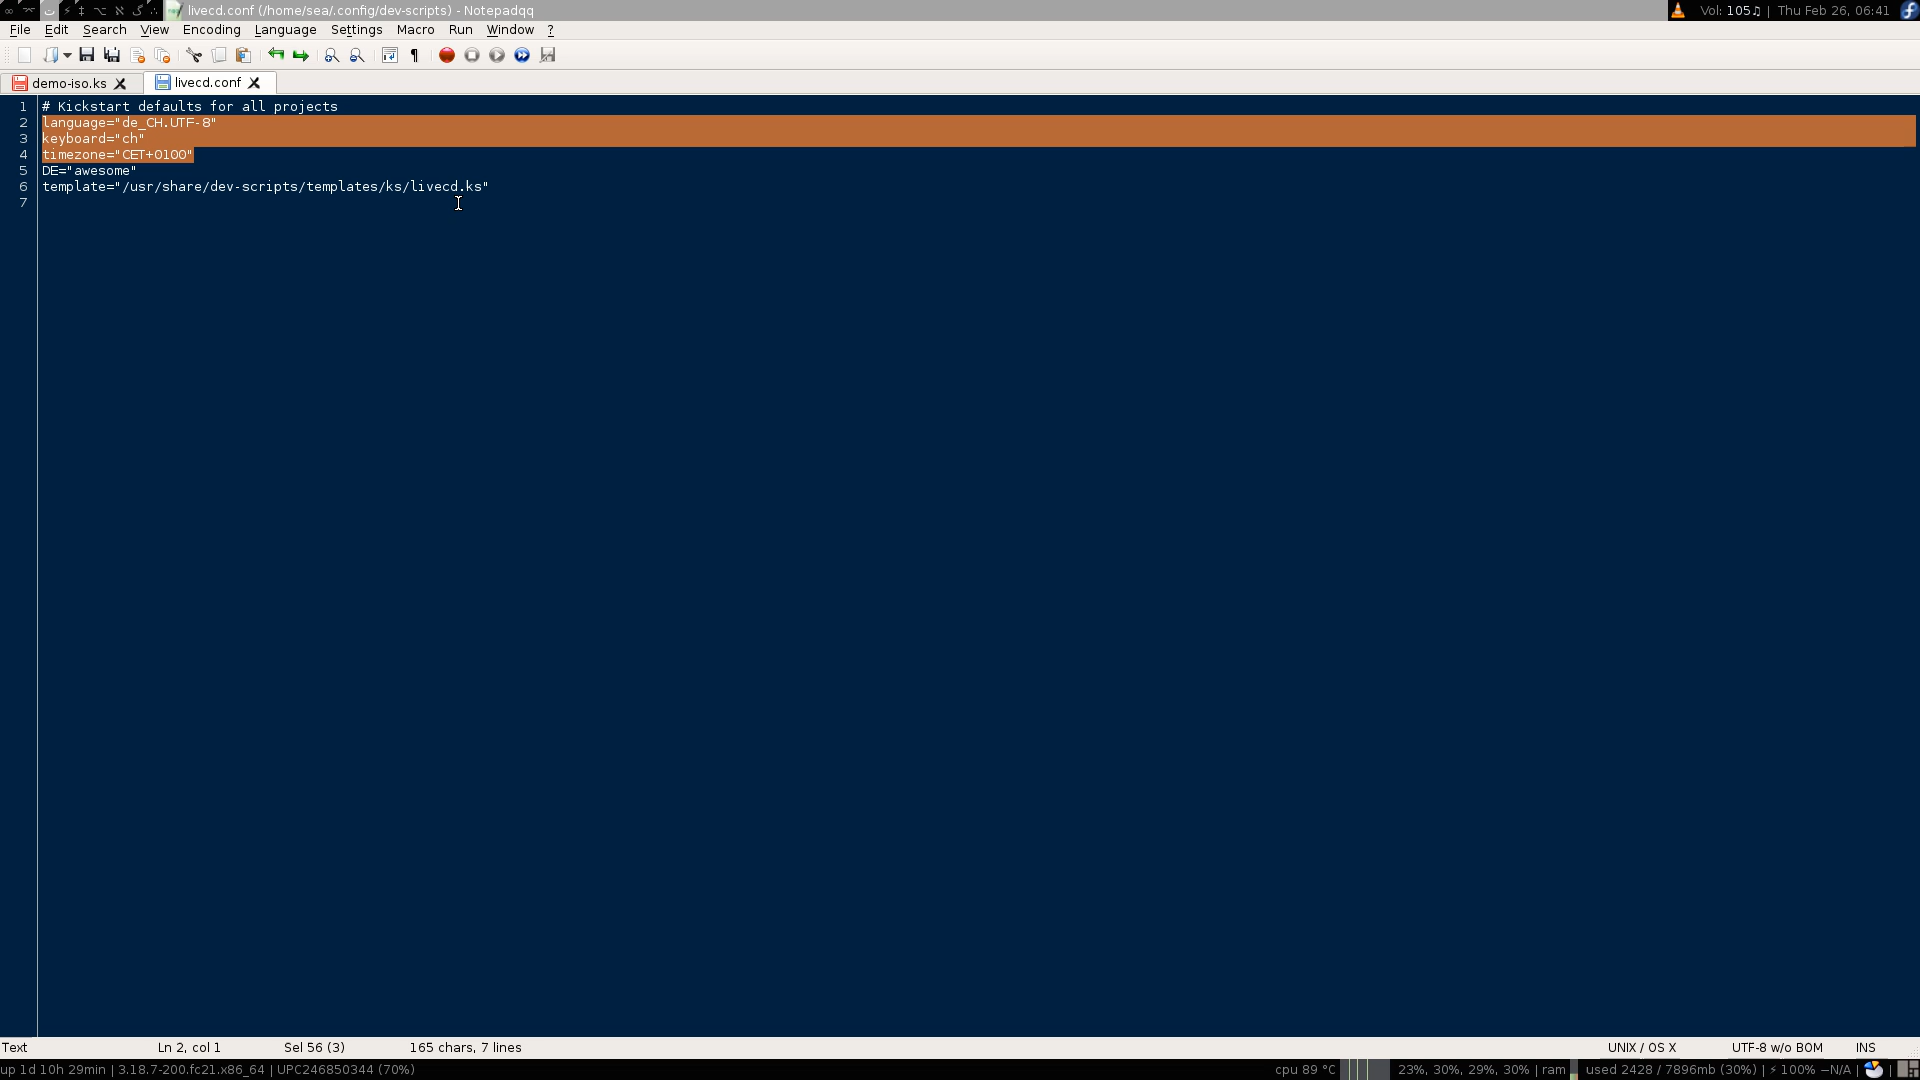 livecd.conf (/home/sea/.config/dev-scripts) - Notepadqq
Vol: 105♫ | Thu Feb 26, 06:41
File Edit Search View Encoding Language Settings Macro Run Window ?
demo-iso.ks livecd.conf
1 # Kickstart defaults for all projects
2 language="de_CH.UTF-8"
3 keyboard="ch"
4 timezone="CET+0100"
5 DE="awesome"
6 template="/usr/share/dev-scripts/templates/ks/livecd.ks"
7
Text Ln 2, col 1 Sel 56 (3) 165 chars, 7 lines UNIX / OS X UTF-8 w/o BOM INS
up 1d 10h 29min | 3.18.7-200.fc21.x86_64 | UPC246850344 (70%) cpu 89 °C 23%, 30%, 29%, 30% | ram used 2428 / 7896mb (30%) | ⚡ 100% −N/A |